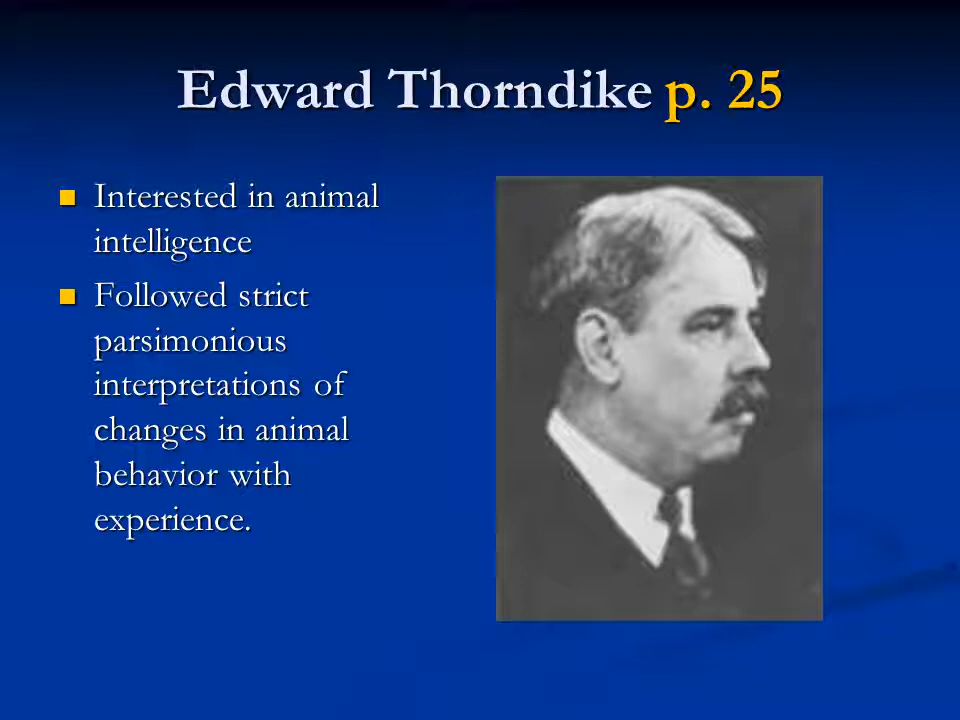 Edward Thorndike p. 25
Interested in animal
intelligence
Followed strict
parsimonious
interpretations of
changes in animal
behavior with
experience.